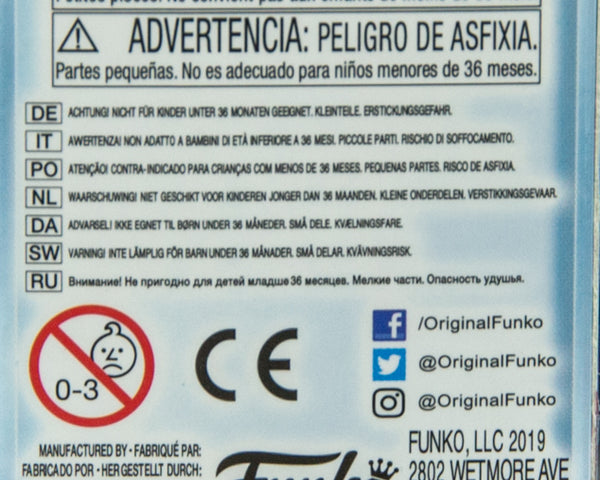 ADVERTENCIA: PELIGRO DE ASFIXIA.
Partes pequeñas. No es adecuado para niños menores de 36 meses.
DE ACHTUNG! NICHT FÜR KINDER UNTER 36 MONATEN GEEIGNET. KLEINTEILE. ERSTICKUNGSGEFAHR.
IT AVVERTENZA! NON ADATTO A BAMBINI DI ETÀ INFERIORE A 36 MESI. PICCOLE PARTI. RISCHIO DI SOFFOCAMENTO.
PO ATENÇÃO! CONTRA-INDICADO PARA CRIANÇAS COM MENOS DE 36 MESES. PEQUENAS PARTES. RISCO DE ASFIXIA.
NL WAARSCHUWING! NIET GESCHIKT VOOR KINDEREN JONGER DAN 36 MAANDEN. KLEINE ONDERDELEN. VERSTIKKINGSGEVAAR.
DA ADVARSEL! IKKE EGNET TIL BØRN UNDER 36 MÅNEDER. SMÅ DELE. KVÆLNINGSFARE.
SW VARNING! INTE LÄMPLIG FÖR BARN UNDER 36 MÅNADER. SMÅ DELAR. KVÄVNINGSRISK.
RU Внимание! Не пригодно для детей младше 36 месяцев. Мелкие части. Опасность удушья.
0-3
CE
f /OriginalFunko
@OriginalFunko
@OriginalFunko
MANUFACTURED BY • FABRIQUÉ PAR:
FABRICADO POR • HERGESTELLT DURCH:
Funko
FUNKO, LLC 2019
2802 WETMORE AVE